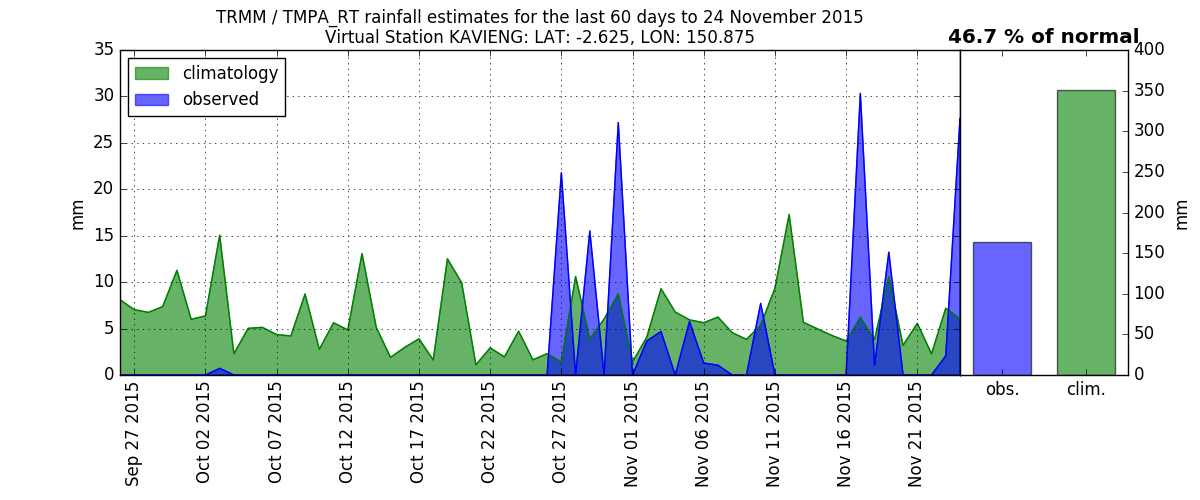 TRMM / TMPA_RT rainfall estimates for the last 60 days to 24 November 2015
Virtual Station KAVIENG: LAT: -2.625, LON: 150.875
46.7 % of normal
climatology
observed
35
30
25
20
15
10
5
0
mm
400
350
300
250
200
150
100
50
0
mm
Sep 27 2015
Oct 02 2015
Oct 07 2015
Oct 12 2015
Oct 17 2015
Oct 22 2015
Oct 27 2015
Nov 01 2015
Nov 06 2015
Nov 11 2015
Nov 16 2015
Nov 21 2015
obs.
clim.